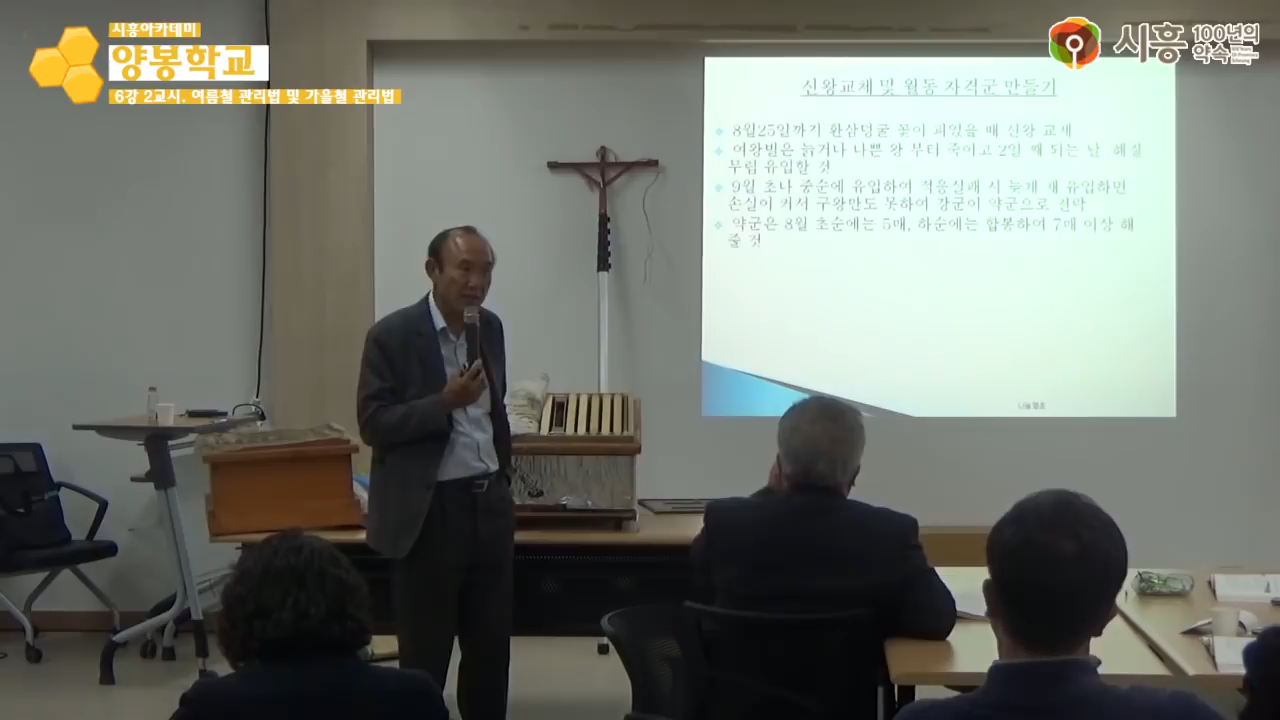 시흥아카데미
양봉학교
6강 2교시. 여름철 관리법 및 가을철 관리법
시흥 100년의 약속
신왕교체 및 월동 자격군 만들기
8월25일까지 환삼덩굴 꽃이 피었을 때 신왕 교체
여왕벌은 늙거나 나쁜 왕 부터 죽이고 2일 째 되는 날 해질
무렵 유입할 것
9월 초나 중순에 유입하여 적응실패 시 늦게 재 유입하면
손실이 커서 구왕만도 못하여 강군이 약군으로 전락
약군은 8월 초순에는 5매, 하순에는 합봉하여 7매 이상 해
줄 것